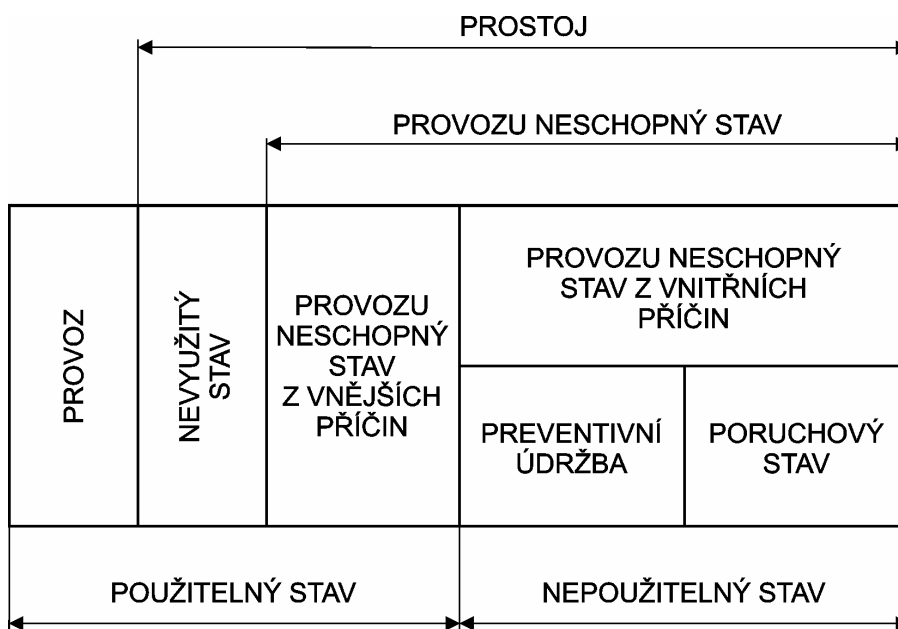 PROSTOJ
PROVOZU NESCHOPNÝ STAV
PROVOZ
NEVYUŽITÝ
STAV
PROVOZU
NESCHOPNÝ
STAV
Z VNĚJŠÍCH
PŘÍČIN
PROVOZU NESCHOPNÝ
STAV Z VNITŘNÍCH
PŘÍČIN
PREVENTIVNÍ
ÚDRŽBA
PORUCHOVÝ
STAV
POUŽITELNÝ STAV
NEPOUŽITELNÝ STAV